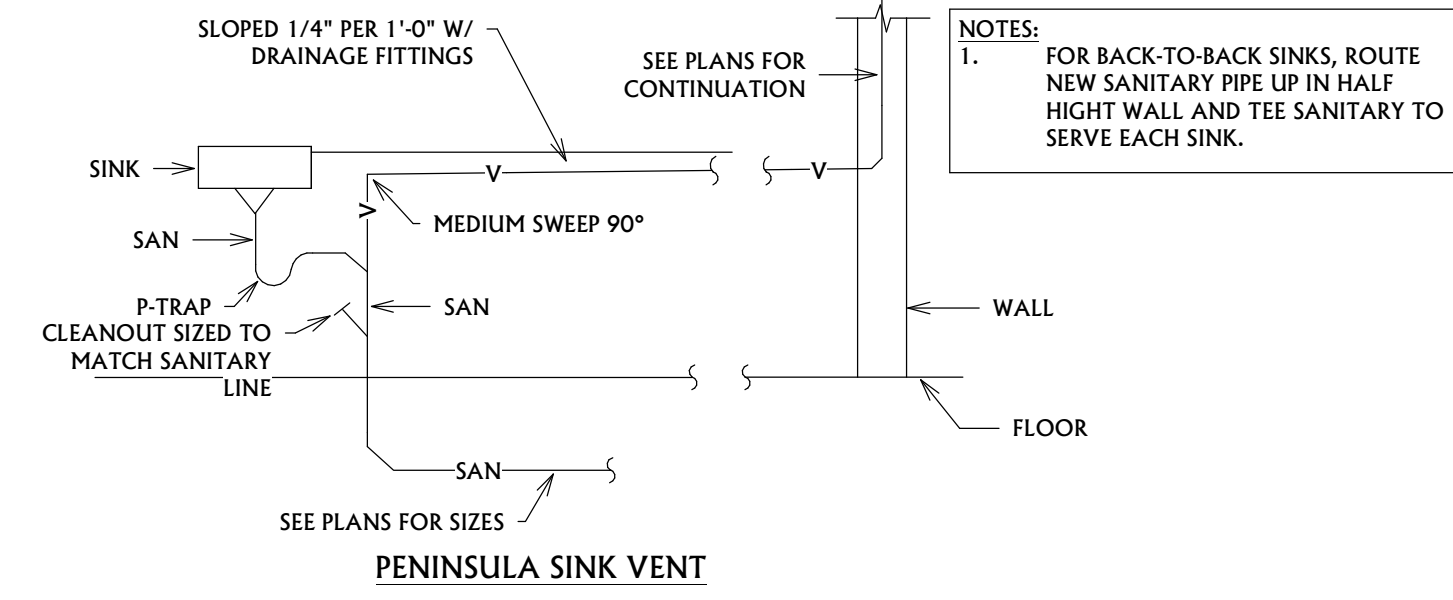 SLOPED 1/4" PER 1'-0" W/
DRAINAGE FITTINGS
SEE PLANS FOR
CONTINUATION
NOTES:
1. FOR BACK-TO-BACK SINKS, ROUTE
NEW SANITARY PIPE UP IN HALF
HIGHT WALL AND TEE SANITARY TO
SERVE EACH SINK.
SINK
V
V
V
MEDIUM SWEEP 90°
SAN
P-TRAP
SAN
WALL
CLEANOUT SIZED TO
MATCH SANITARY
LINE
FLOOR
SAN
SEE PLANS FOR SIZES
PENINSULA SINK VENT